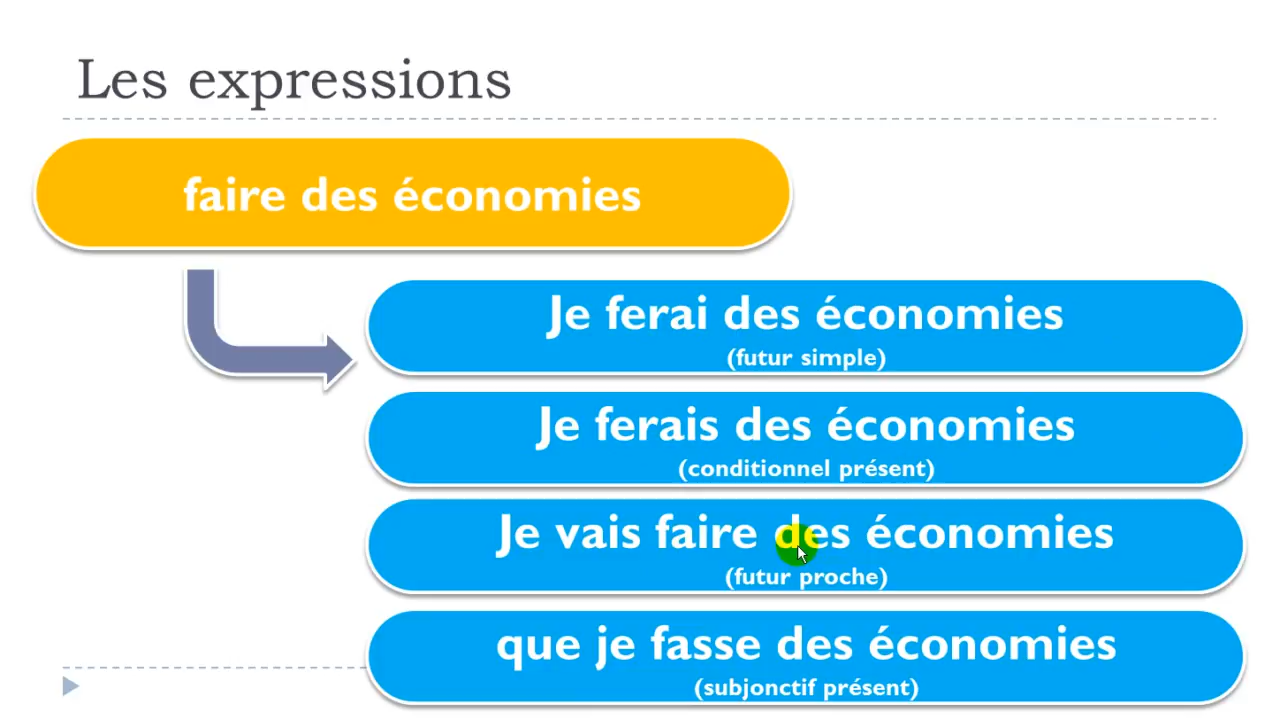 Les expressions
faire des économies
Je ferai des économies
(futur simple)
Je ferais des économies
(conditionnel présent)
Je vais faire des économies
(futur proche)
que je fasse des économies
(subjonctif présent)